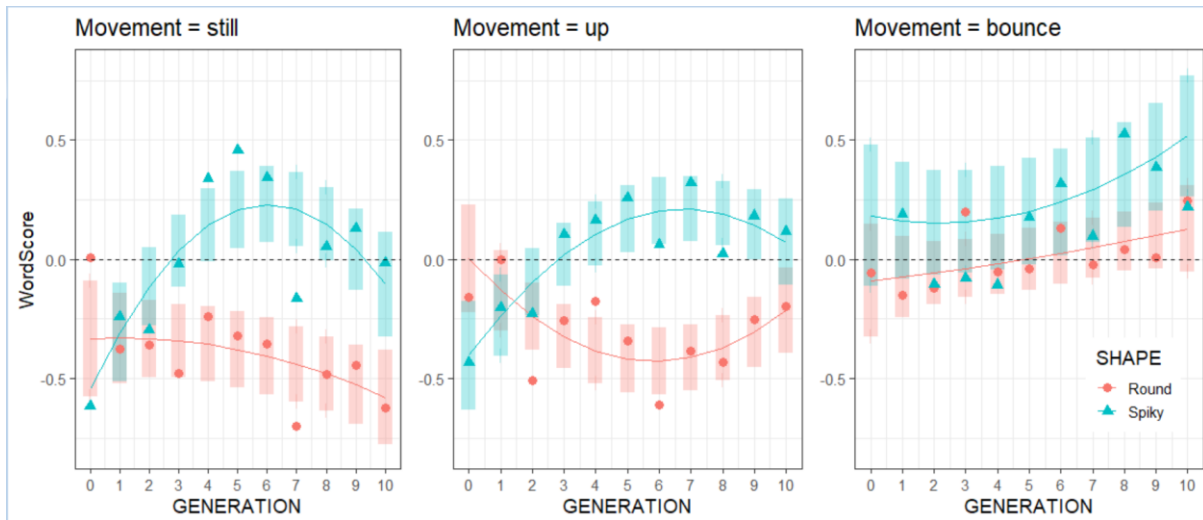 Movement = still
Movement = up
Movement = bounce
WordScore
0.5
0.0
-0.5
0 1 2 3 4 5 6 7 8 9 10
GENERATION
0.5
0.0
-0.5
0 1 2 3 4 5 6 7 8 9 10
GENERATION
0.5
0.0
-0.5
0 1 2 3 4 5 6 7 8 9 10
GENERATION
SHAPE
Round
Spiky